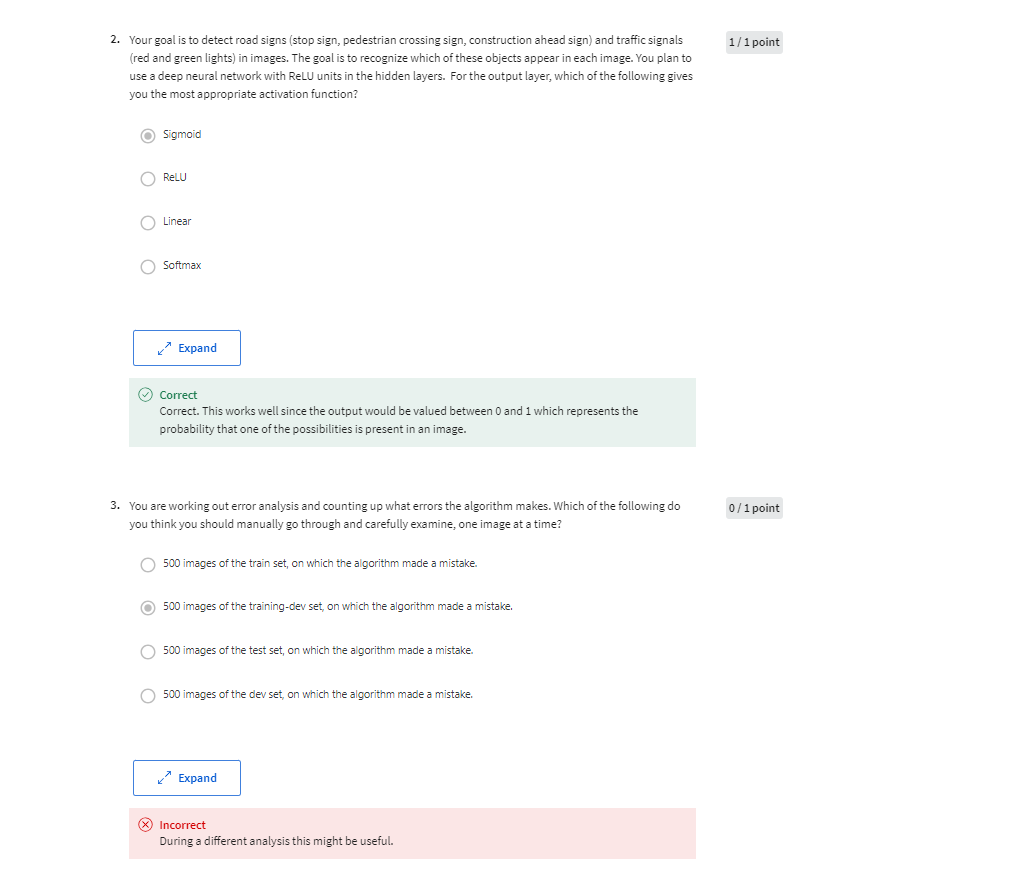 2. Your goal is to detect road signs (stop sign, pedestrian crossing sign, construction ahead sign) and traffic signals
1 / 1 point
(red and green lights) in images. The goal is to recognize which of these objects appear in each image. You plan to
use a deep neural network with ReLU units in the hidden layers. For the output layer, which of the following gives
you the most appropriate activation function?
Sigmoid
ReLU
Linear
Softmax
Expand
Correct
Correct. This works well since the output would be valued between 0 and 1 which represents the
probability that one of the possibilities is present in an image.
3. You are working out error analysis and counting up what errors the algorithm makes. Which of the following do
0 / 1 point
you think you should manually go through and carefully examine, one image at a time?
500 images of the train set, on which the algorithm made a mistake.
500 images of the training-dev set, on which the algorithm made a mistake.
500 images of the test set, on which the algorithm made a mistake.
500 images of the dev set, on which the algorithm made a mistake.
Expand
Incorrect
During a different analysis this might be useful.